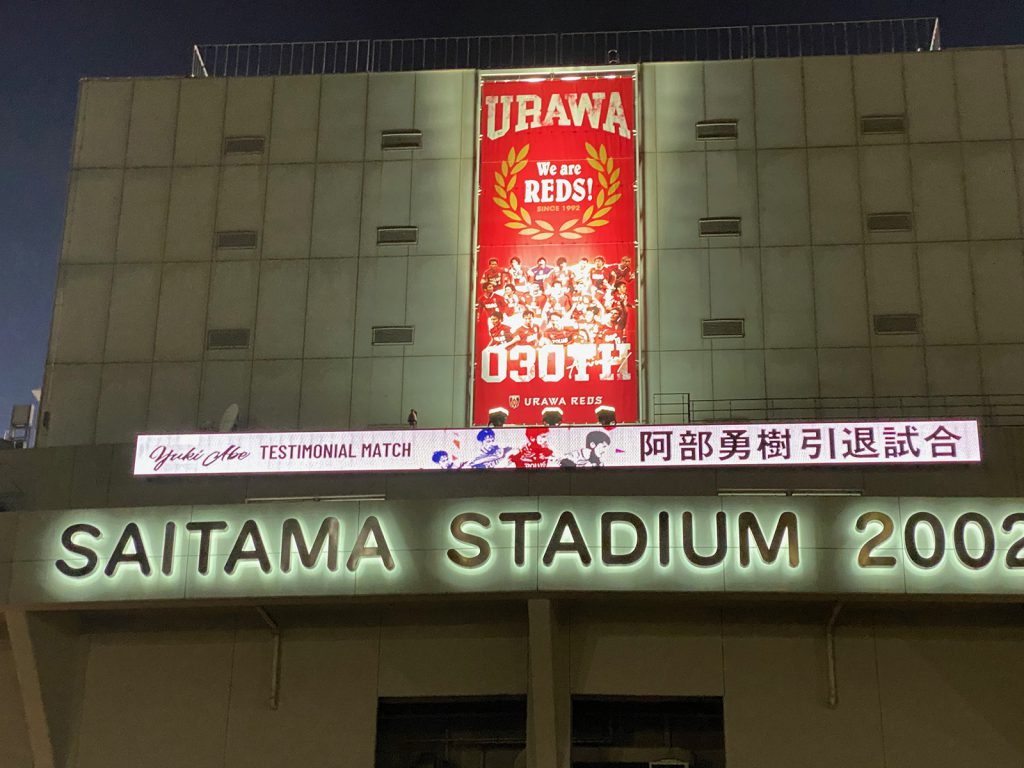 URAWA
We are
REDS!
SINCE 1992
030TH
URAWA REDS
Yuki Abe TESTIMONIAL MATCH 阿部勇樹引退試合
SAITAMA STADIUM 2002